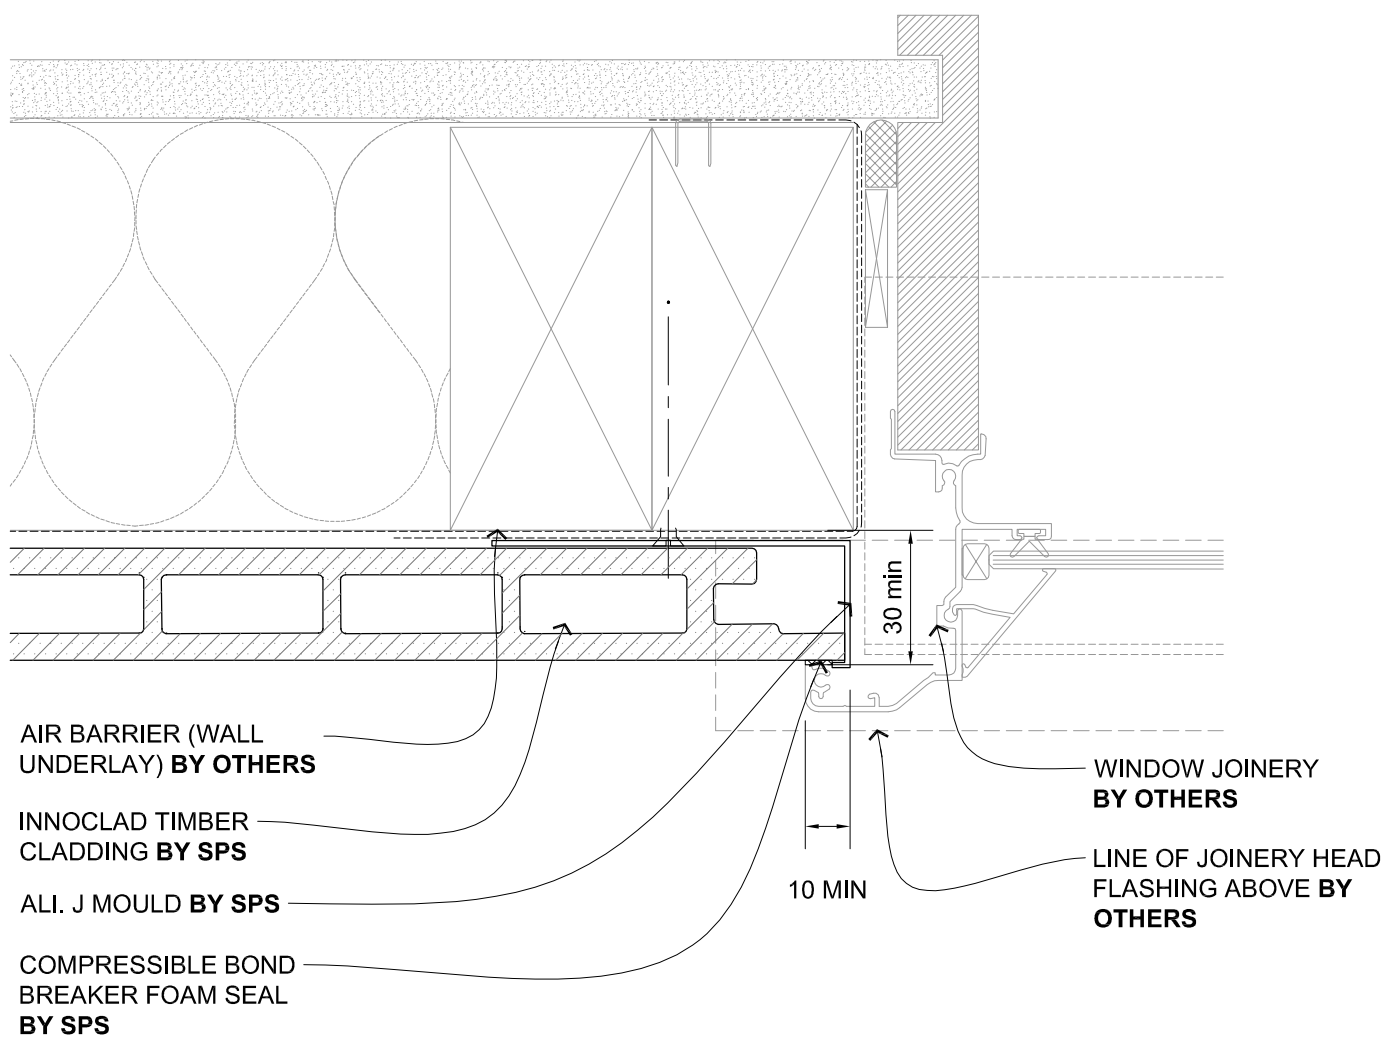 30 min
AIR BARRIER (WALL
UNDERLAY) BY OTHERS
INNOCLAD TIMBER
CLADDING BY SPS
ALI. J MOULD BY SPS
COMPRESSIBLE BOND
BREAKER FOAM SEAL
BY SPS
10 MIN
WINDOW JOINERY
BY OTHERS
LINE OF JOINERY HEAD
FLASHING ABOVE BY
OTHERS